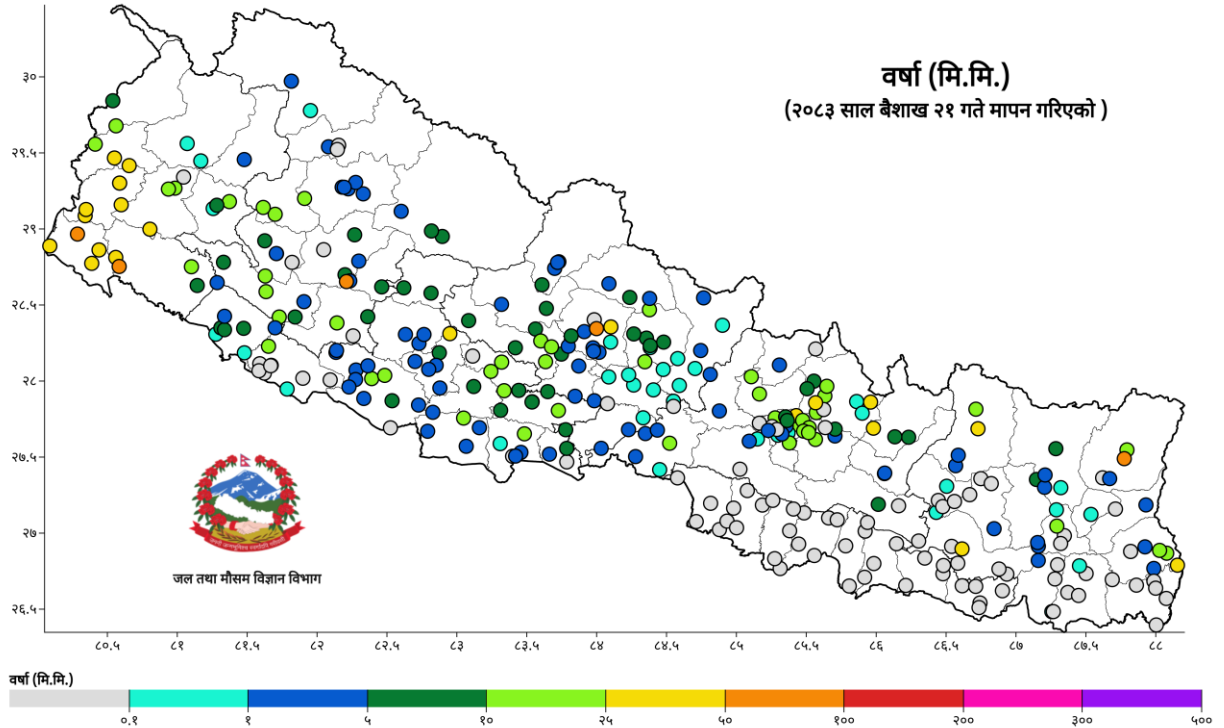 वर्षा (मि.मि.)
(२०८३ साल बैशाख २१ गते मापन गरिएको )
३०
२९.५
२९
२८.५
२८
२७.५
२७
२६.५
जल तथा मौसम विज्ञान विभाग
८०.५ ८१ ८१.५ ८२ ८२.५ ८३ ८३.५ ८४ ८४.५ ८५ ८५.५ ८६ ८६.५ ८७ ८७.५ ८८
वर्षा (मि.मि.)
०.१ १ ५ १० २५ ५० १०० २०० ३०० ५००